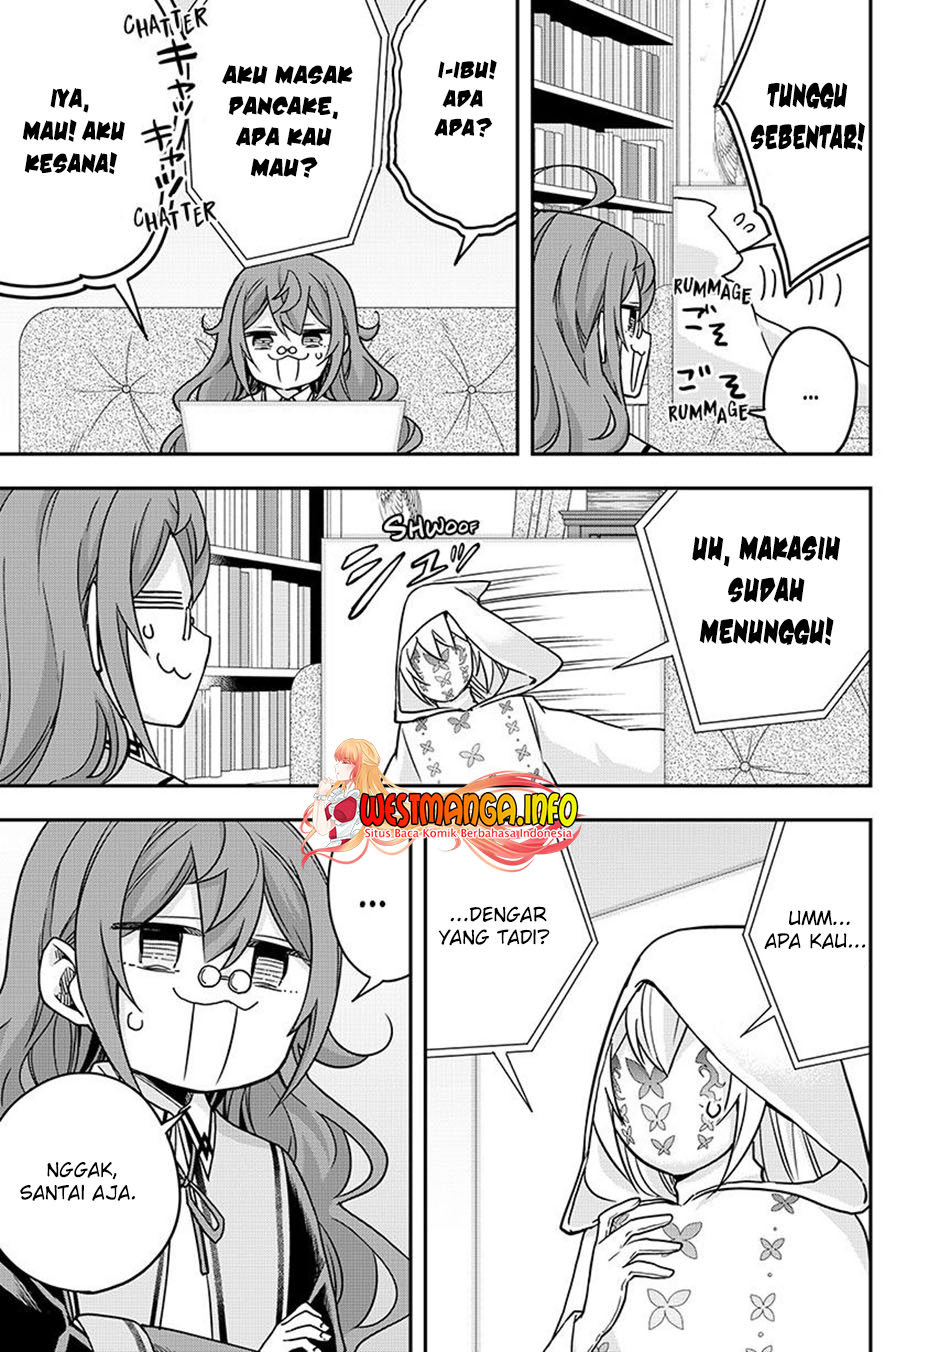 TUNGGU
SEBENTAR!
RUMMAGE
ごそ
ごそ
RUMMAGE
...
I-IBU!
ADA
APA?
AKU MASAK
PANCAKE,
APA KAU
MAU?
CHATTER
キャッ
キャッ
CHATTER
IYA,
MAU! AKU
KESANA!
UH, MAKASIH
SUDAH
MENUNGGU!
SHWOOF
シュッ
WESTMANGA.INFO
Situs Baca Komik Berbahasa Indonesia
UMM...
APA KAU...
...DENGAR
YANG TADI?
...
NGGAK,
SANTAI AJA.